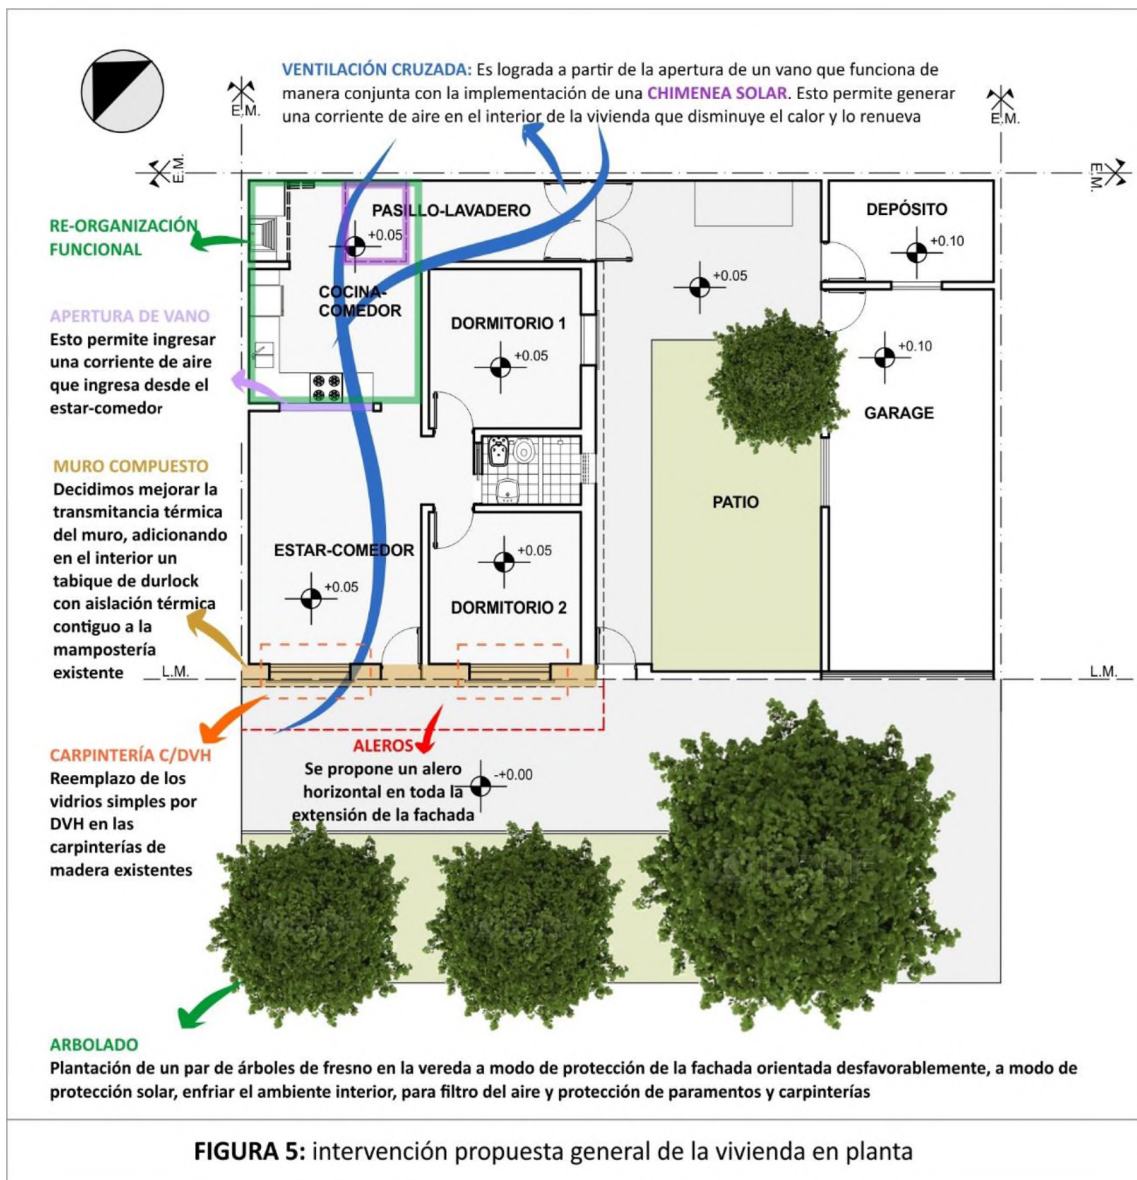 VENTILACIÓN CRUZADA: Es lograda a partir de la apertura de un vano que funciona de
manera conjunta con la implementación de una CHIMENEA SOLAR. Esto permite generar
una corriente de aire en el interior de la vivienda que disminuye el calor y lo renueva
E.M.
E.M.
E.M.
E.M.
RE-ORGANIZACIÓN
FUNCIONAL
PASILLO-LAVADERO
+0.05
DEPÓSITO
+0.10
+0.05
COCINA-
COMEDOR
APERTURA DE VANO
Esto permite ingresar
una corriente de aire
que ingresa desde el
estar-comedor
DORMITORIO 1
+0.05
+0.10
GARAGE
MURO COMPUESTO
Decidimos mejorar la
transmitancia térmica
del muro, adicionando
en el interior un
tabique de durlock
con aislación térmica
contiguo a la
mampostería
existente
PATIO
ESTAR-COMEDOR
+0.05
+0.05
DORMITORIO 2
L.M.
L.M.
CARPINTERÍA C/DVH
Reemplazo de los
vidrios simples por
DVH en las
carpinterías de
madera existentes
ALEROS
Se propone un alero
horizontal en toda la
extensión de la fachada
-+0.00
ARBOLADO
Plantación de un par de árboles de fresno en la vereda a modo de protección de la fachada orientada desfavorablemente, a modo de
protección solar, enfriar el ambiente interior, para filtro del aire y protección de paramentos y carpinterías
FIGURA 5: intervención propuesta general de la vivienda en planta